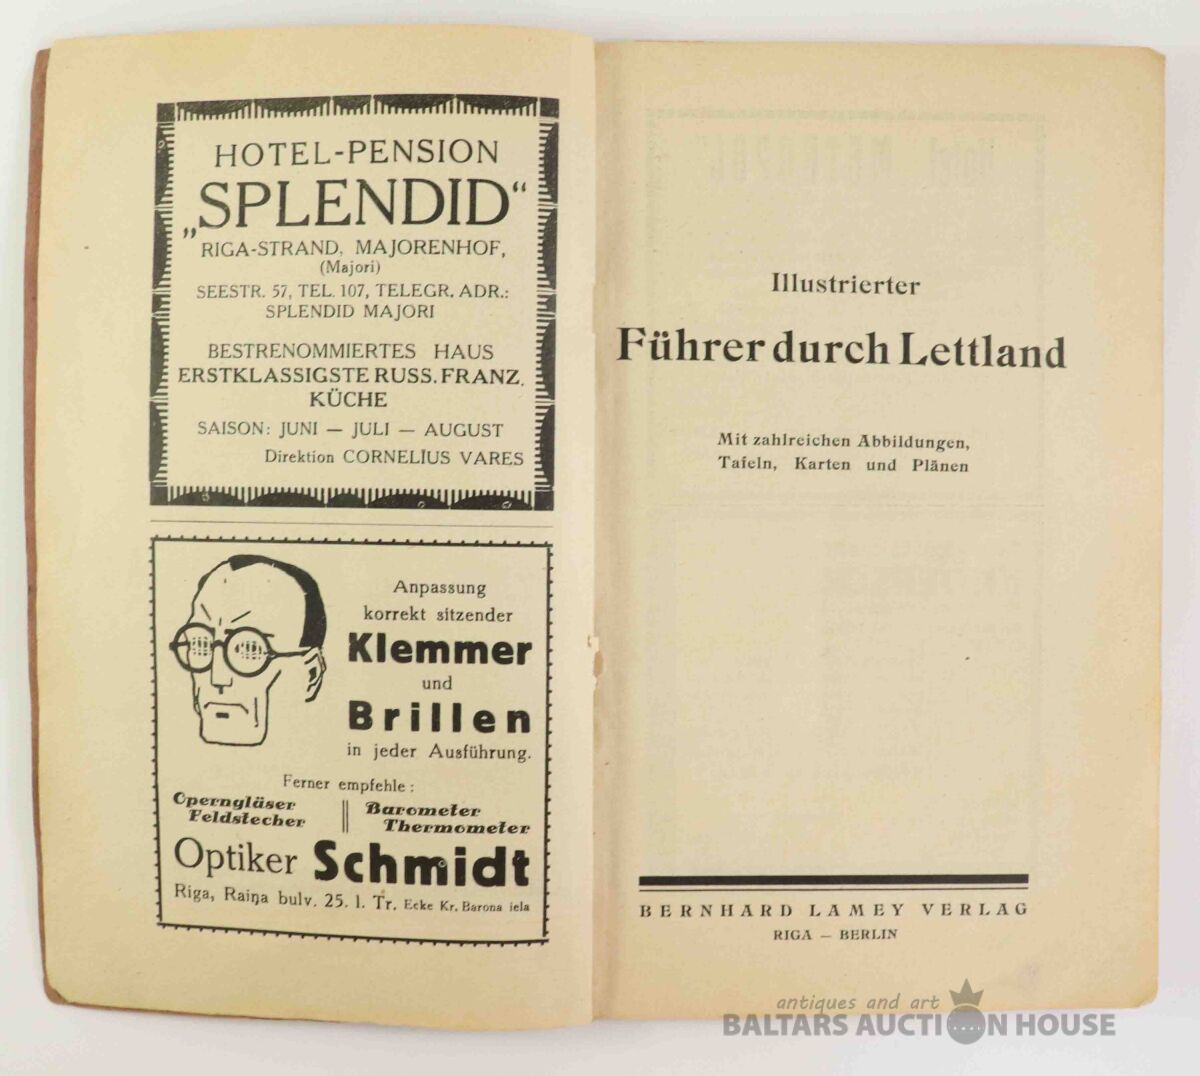 HOTEL-PENSION
„SPLENDID“
RIGA-STRAND, MAJORENHOF,
(Majori)
SEESTR. 57, TEL. 107, TELEGR. ADR.:
SPLENDID MAJORI
BESTRENOMMIERTES HAUS
ERSTKLASSIGSTE RUSS. FRANZ.
KÜCHE
SAISON: JUNI — JULI — AUGUST
Direktion CORNELIUS VARES
Anpassung
korrekt sitzender
Klemmer
und
Brillen
in jeder Ausführung.
Ferner empfehle:
Operngläser
Feldstecher
Barometer
Thermometer
Optiker Schmidt
Riga, Raiņa bulv. 25. I. Tr. Ecke Kr. Barona iela
Illustrierter
Führer durch Lettland
Mit zahlreichen Abbildungen,
Tafeln, Karten und Plänen
BERNHARD LAMEY VERLAG
RIGA — BERLIN
antiques and art
BALTARS AUCTION HOUSE